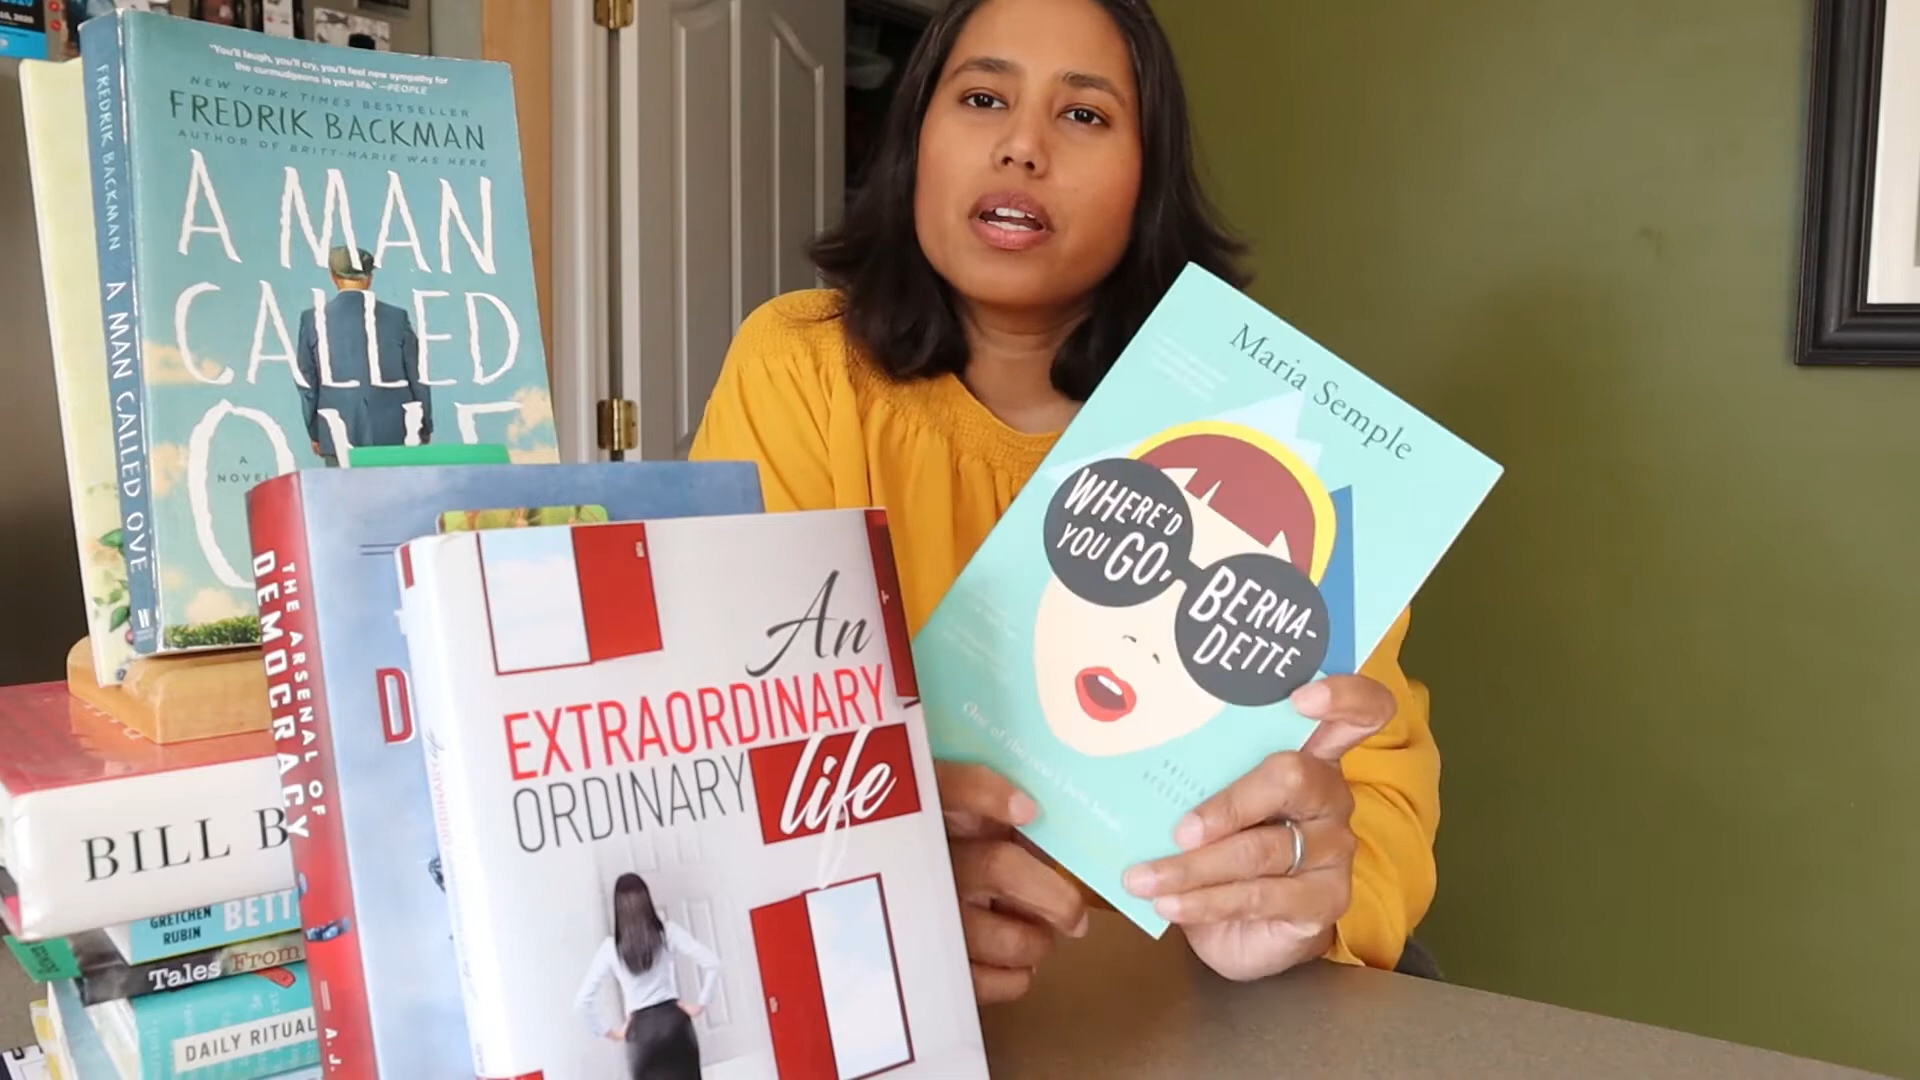 "You'll laugh, you'll cry, you'll feel new sympathy for
the curmudgeons in your life." —PEOPLE
NEW YORK TIMES BESTSELLER
FREDRIK BACKMAN
AUTHOR OF BRITT-MARIE WAS HERE
A MAN
CALLED
OVE
A
NOVEL
FREDRIK BACKMAN A MAN CALLED OVE
THE ARSENAL OF
DEMOCRACY
A. J.
D
An
EXTRAORDINARY
ORDINARY
life
Maria Semple
WHERE'D
YOU GO,
BERNA-
DETTE
BILL B
GRETCHEN
RUBIN
BETT
Tales From
DAILY RITUAL